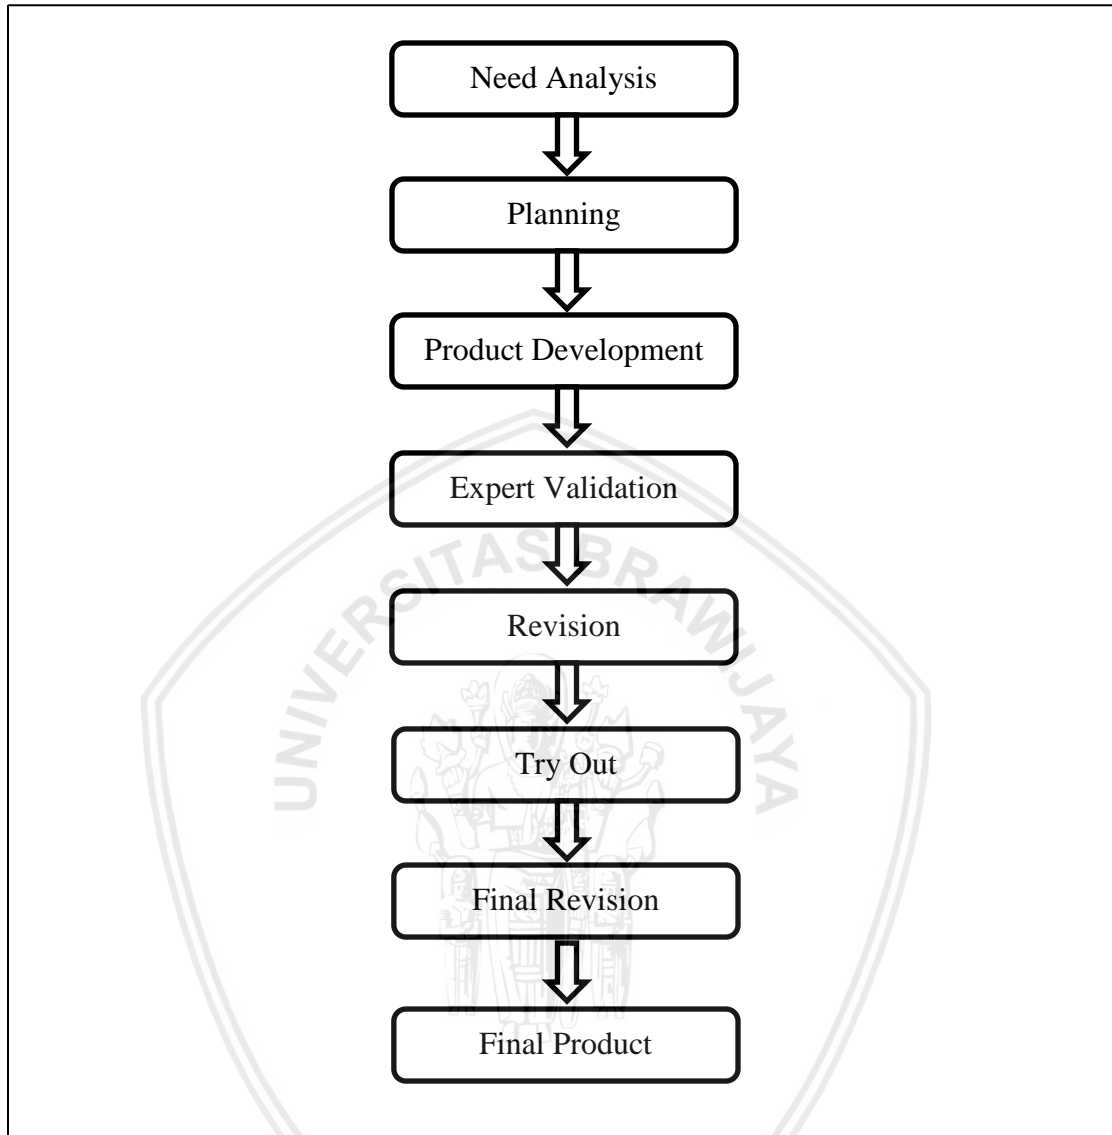 Need Analysis
Planning
Product Development
Expert Validation
UNIVERSITAS BRAWIJAYA
Revision
Try Out
Final Revision
Final Product